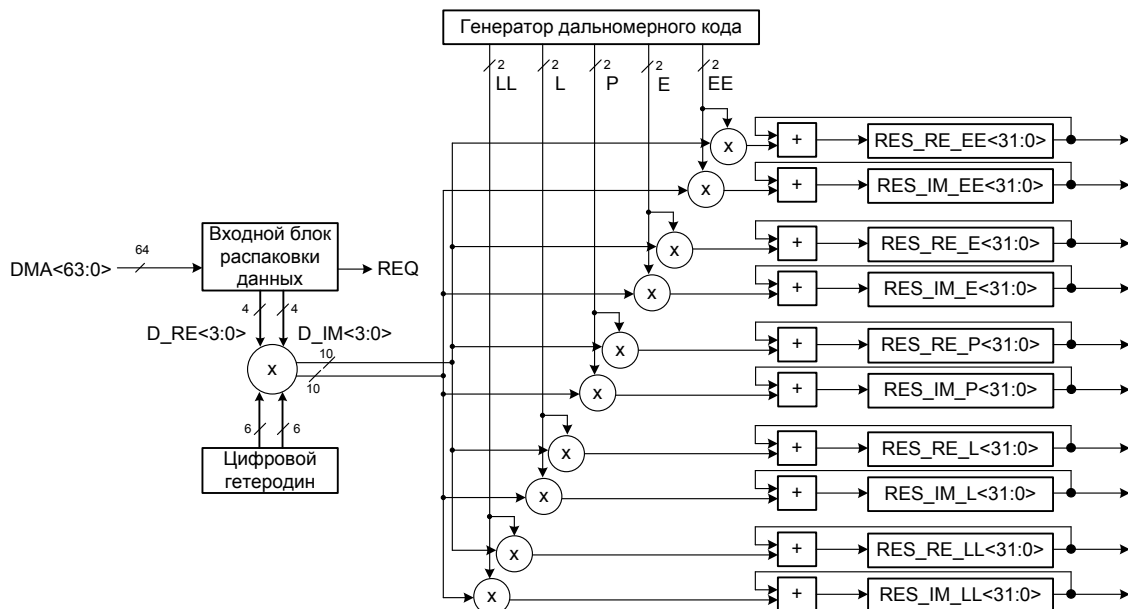 Генератор дальномерного кода
2 2 2 2 2
LL L P E EE
x + RES_RE_EE<31:0>
x + RES_IM_EE<31:0>
Входной блок
распаковки
данных
DMA<63:0> 64 REQ
x + RES_RE_E<31:0>
x + RES_IM_E<31:0>
4 4
D_RE<3:0> D_IM<3:0>
x 10
10
x + RES_RE_P<31:0>
x + RES_IM_P<31:0>
6 6
Цифровой
гетеродин
x + RES_RE_L<31:0>
x + RES_IM_L<31:0>
x + RES_RE_LL<31:0>
x + RES_IM_LL<31:0>